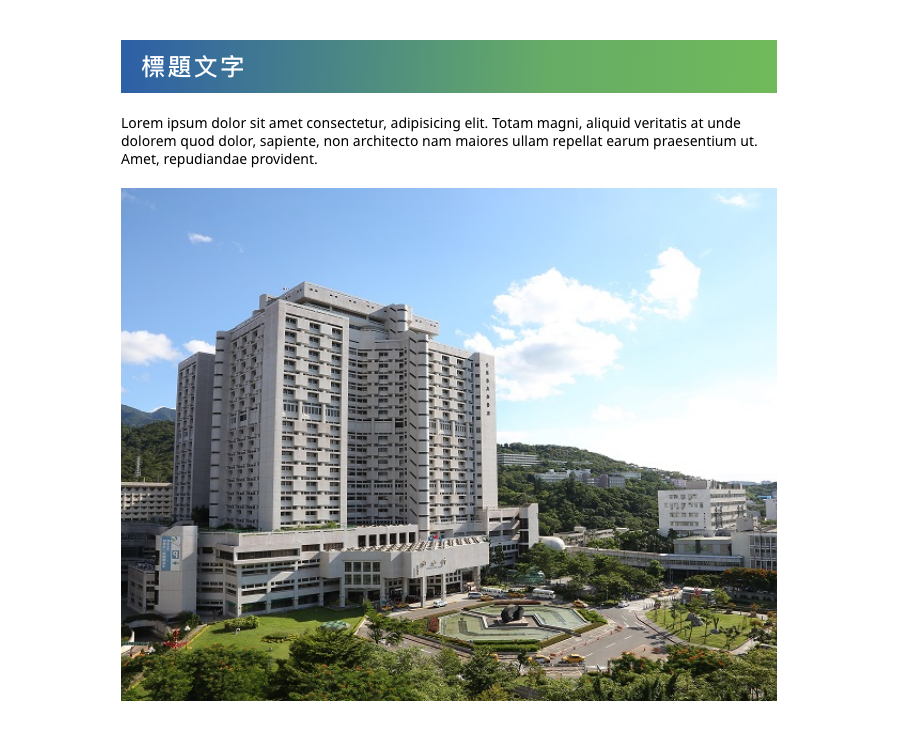 標題文字
Lorem ipsum dolor sit amet consectetur, adipisicing elit. Totam magni, aliquid veritatis at unde
dolorem quod dolor, sapiente, non architecto nam maiores ullam repellat earum praesentium ut.
Amet, repudiandae provident.